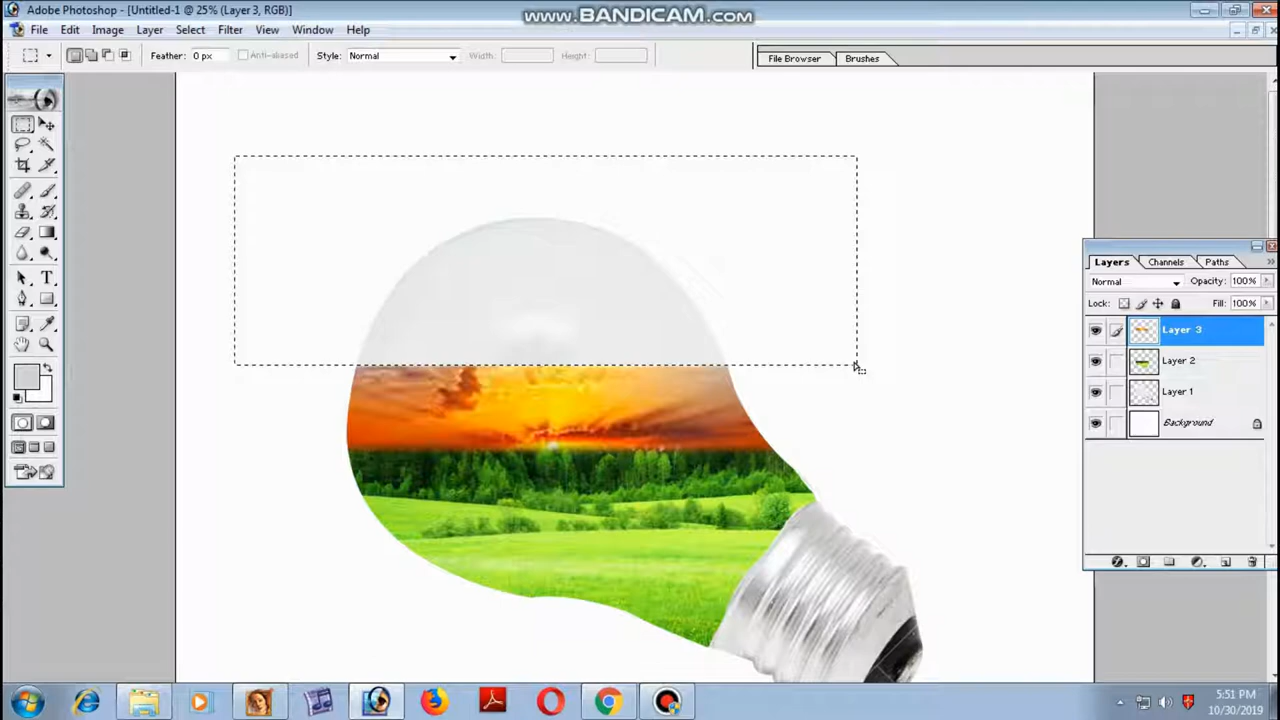 Adobe Photoshop - [Untitled-1 @ 25% (Layer 3, RGB)]
www.BANDICAM.com
File Edit Image Layer Select Filter View Window Help
Feather: 0 px Anti-aliased Style: Normal Width: Height: File Browser Brushes
Layers Channels Paths
Normal Opacity: 100%
Lock: Fill: 100%
Layer 3
Layer 2
Layer 1
Background
T
5:51 PM
10/30/2019